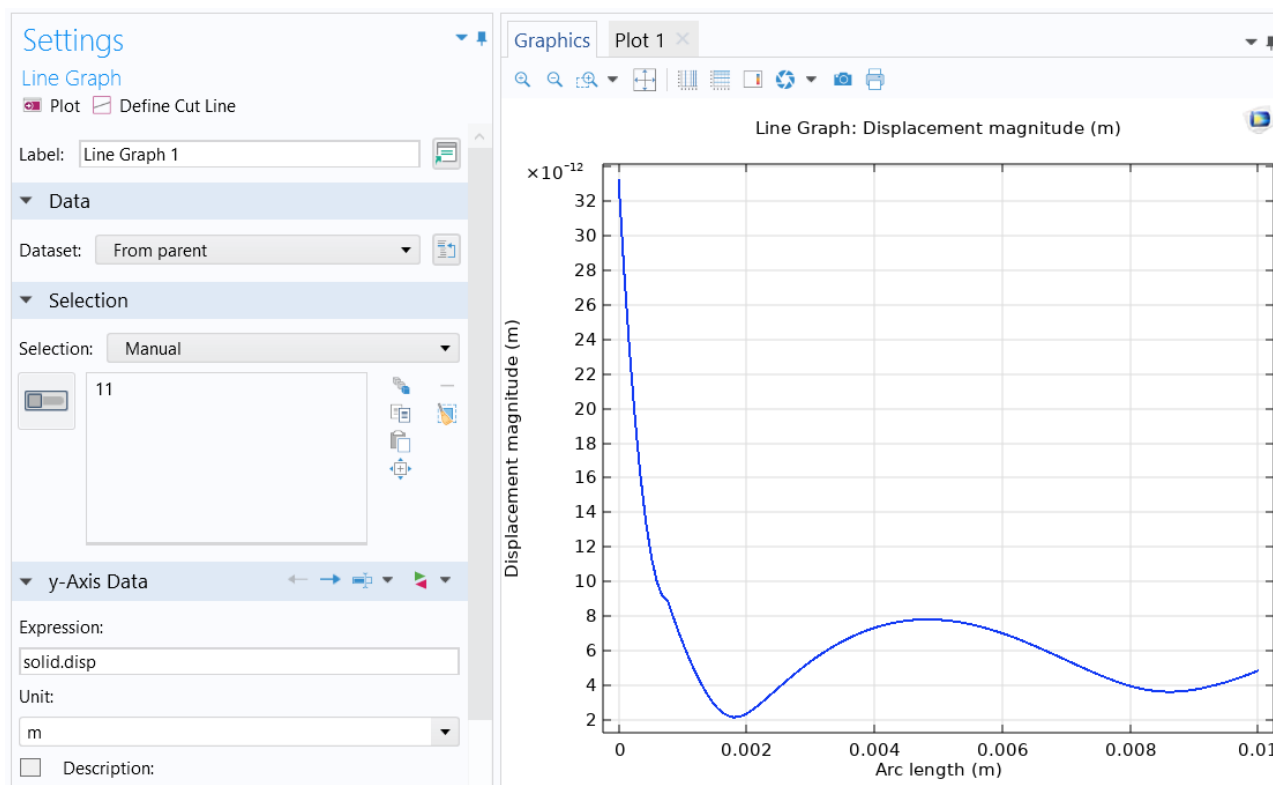 Settings
Line Graph
Plot Define Cut Line
Label: Line Graph 1
Data
Dataset: From parent
Selection
Selection: Manual
11
y-Axis Data
Expression:
solid.disp
Unit:
m
Description:
Graphics Plot 1
Line Graph: Displacement magnitude (m)
×10⁻¹²
32
30
28
26
24
22
20
18
16
14
12
10
8
6
4
2
Displacement magnitude (m)
0 0.002 0.004 0.006 0.008 0.01
Arc length (m)